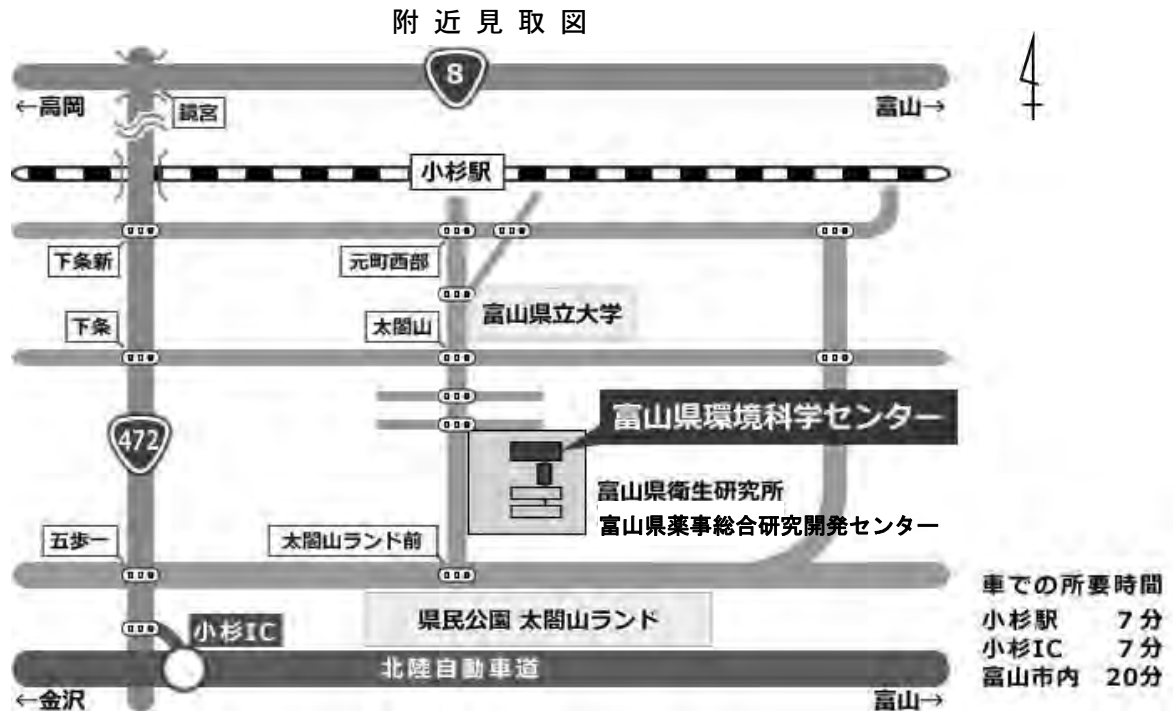 附近見取図
8
←高岡
富山→
鏡宮
小杉駅
下条新
元町西部
富山県立大学
下条
太閤山
富山県環境科学センター
472
富山県衛生研究所
富山県薬事総合研究開発センター
五歩一
太閤山ランド前
車での所要時間
県民公園 太閤山ランド
小杉駅 7分
小杉IC
小杉IC 7分
北陸自動車道
富山市内 20分
←金沢
富山→